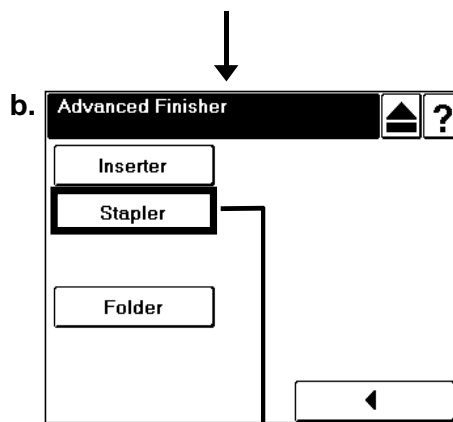 b.
Advanced Finisher
?
Inserter
Stapler
Folder